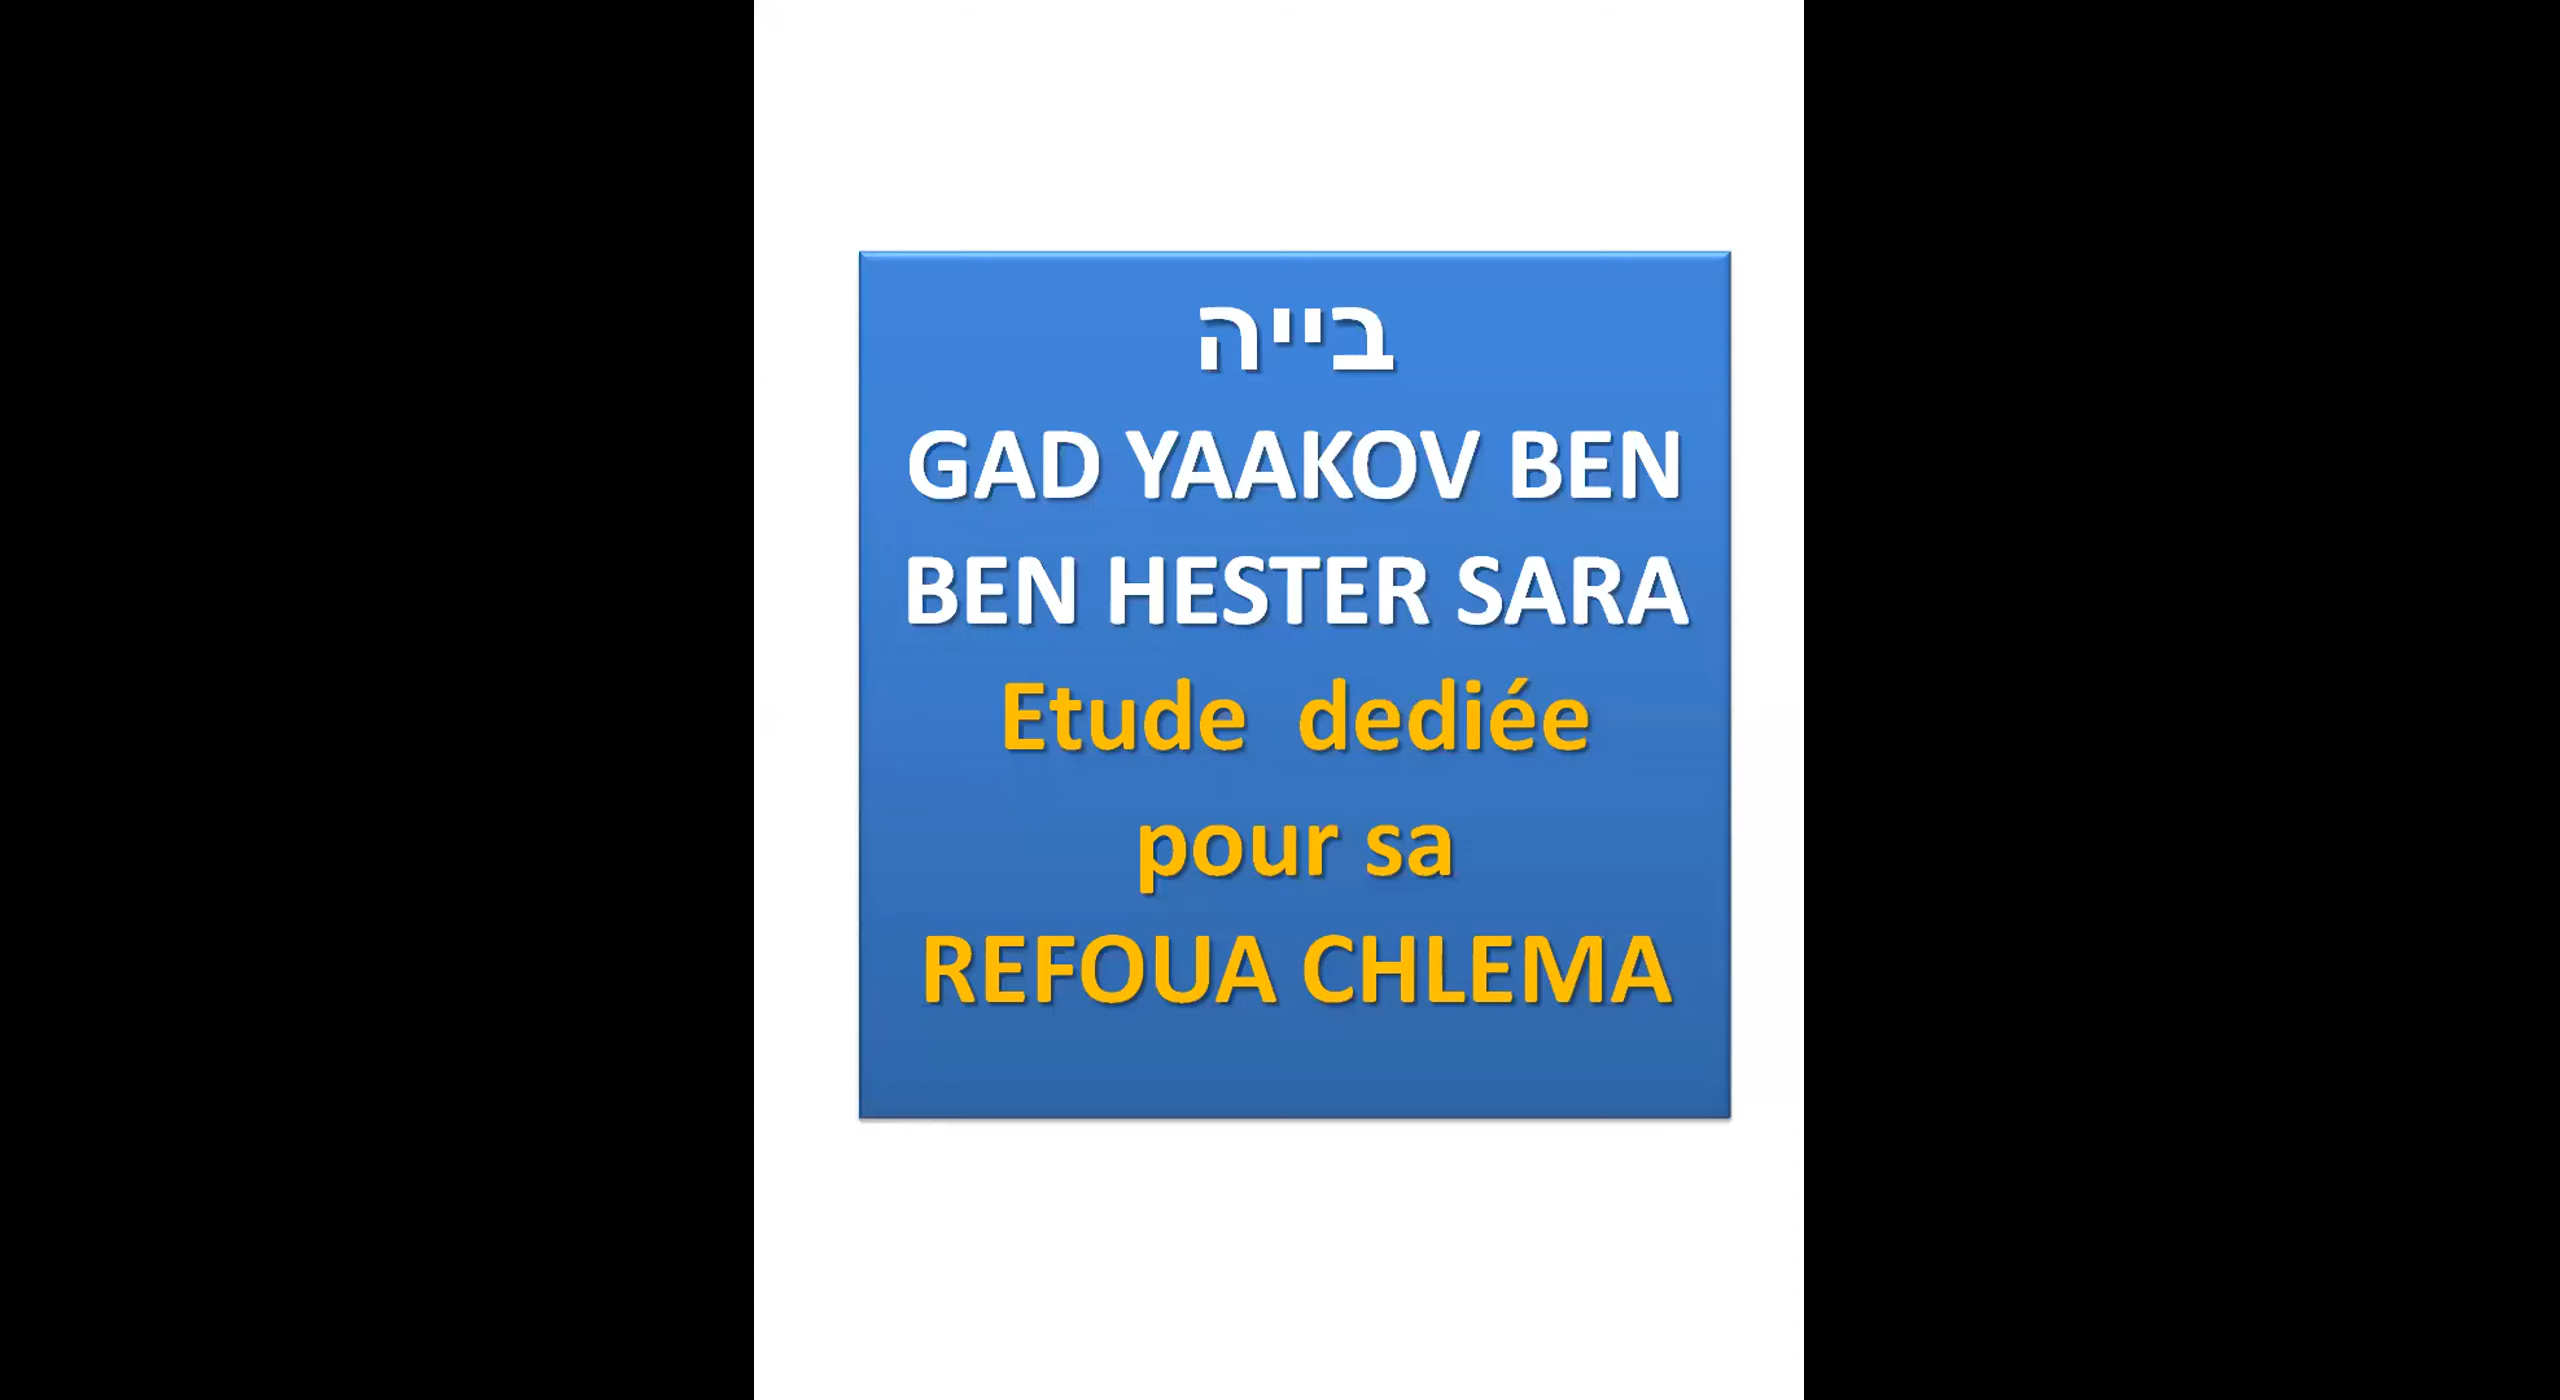 בייה
GAD YAAKOV BEN
BEN HESTER SARA
Etude  dediée
pour sa
REFOUA CHLEMA